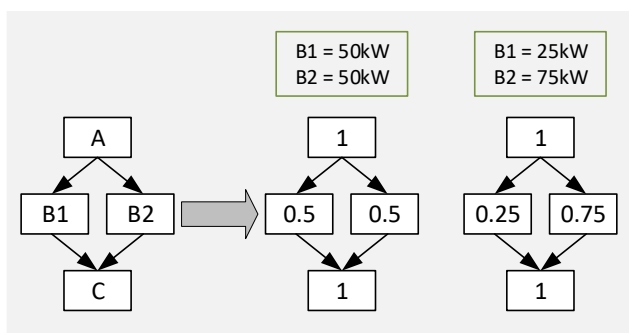 B1 = 50kW
B2 = 50kW
B1 = 25kW
B2 = 75kW
A
B1
B2
C
1
0.5
0.5
1
1
0.25
0.75
1